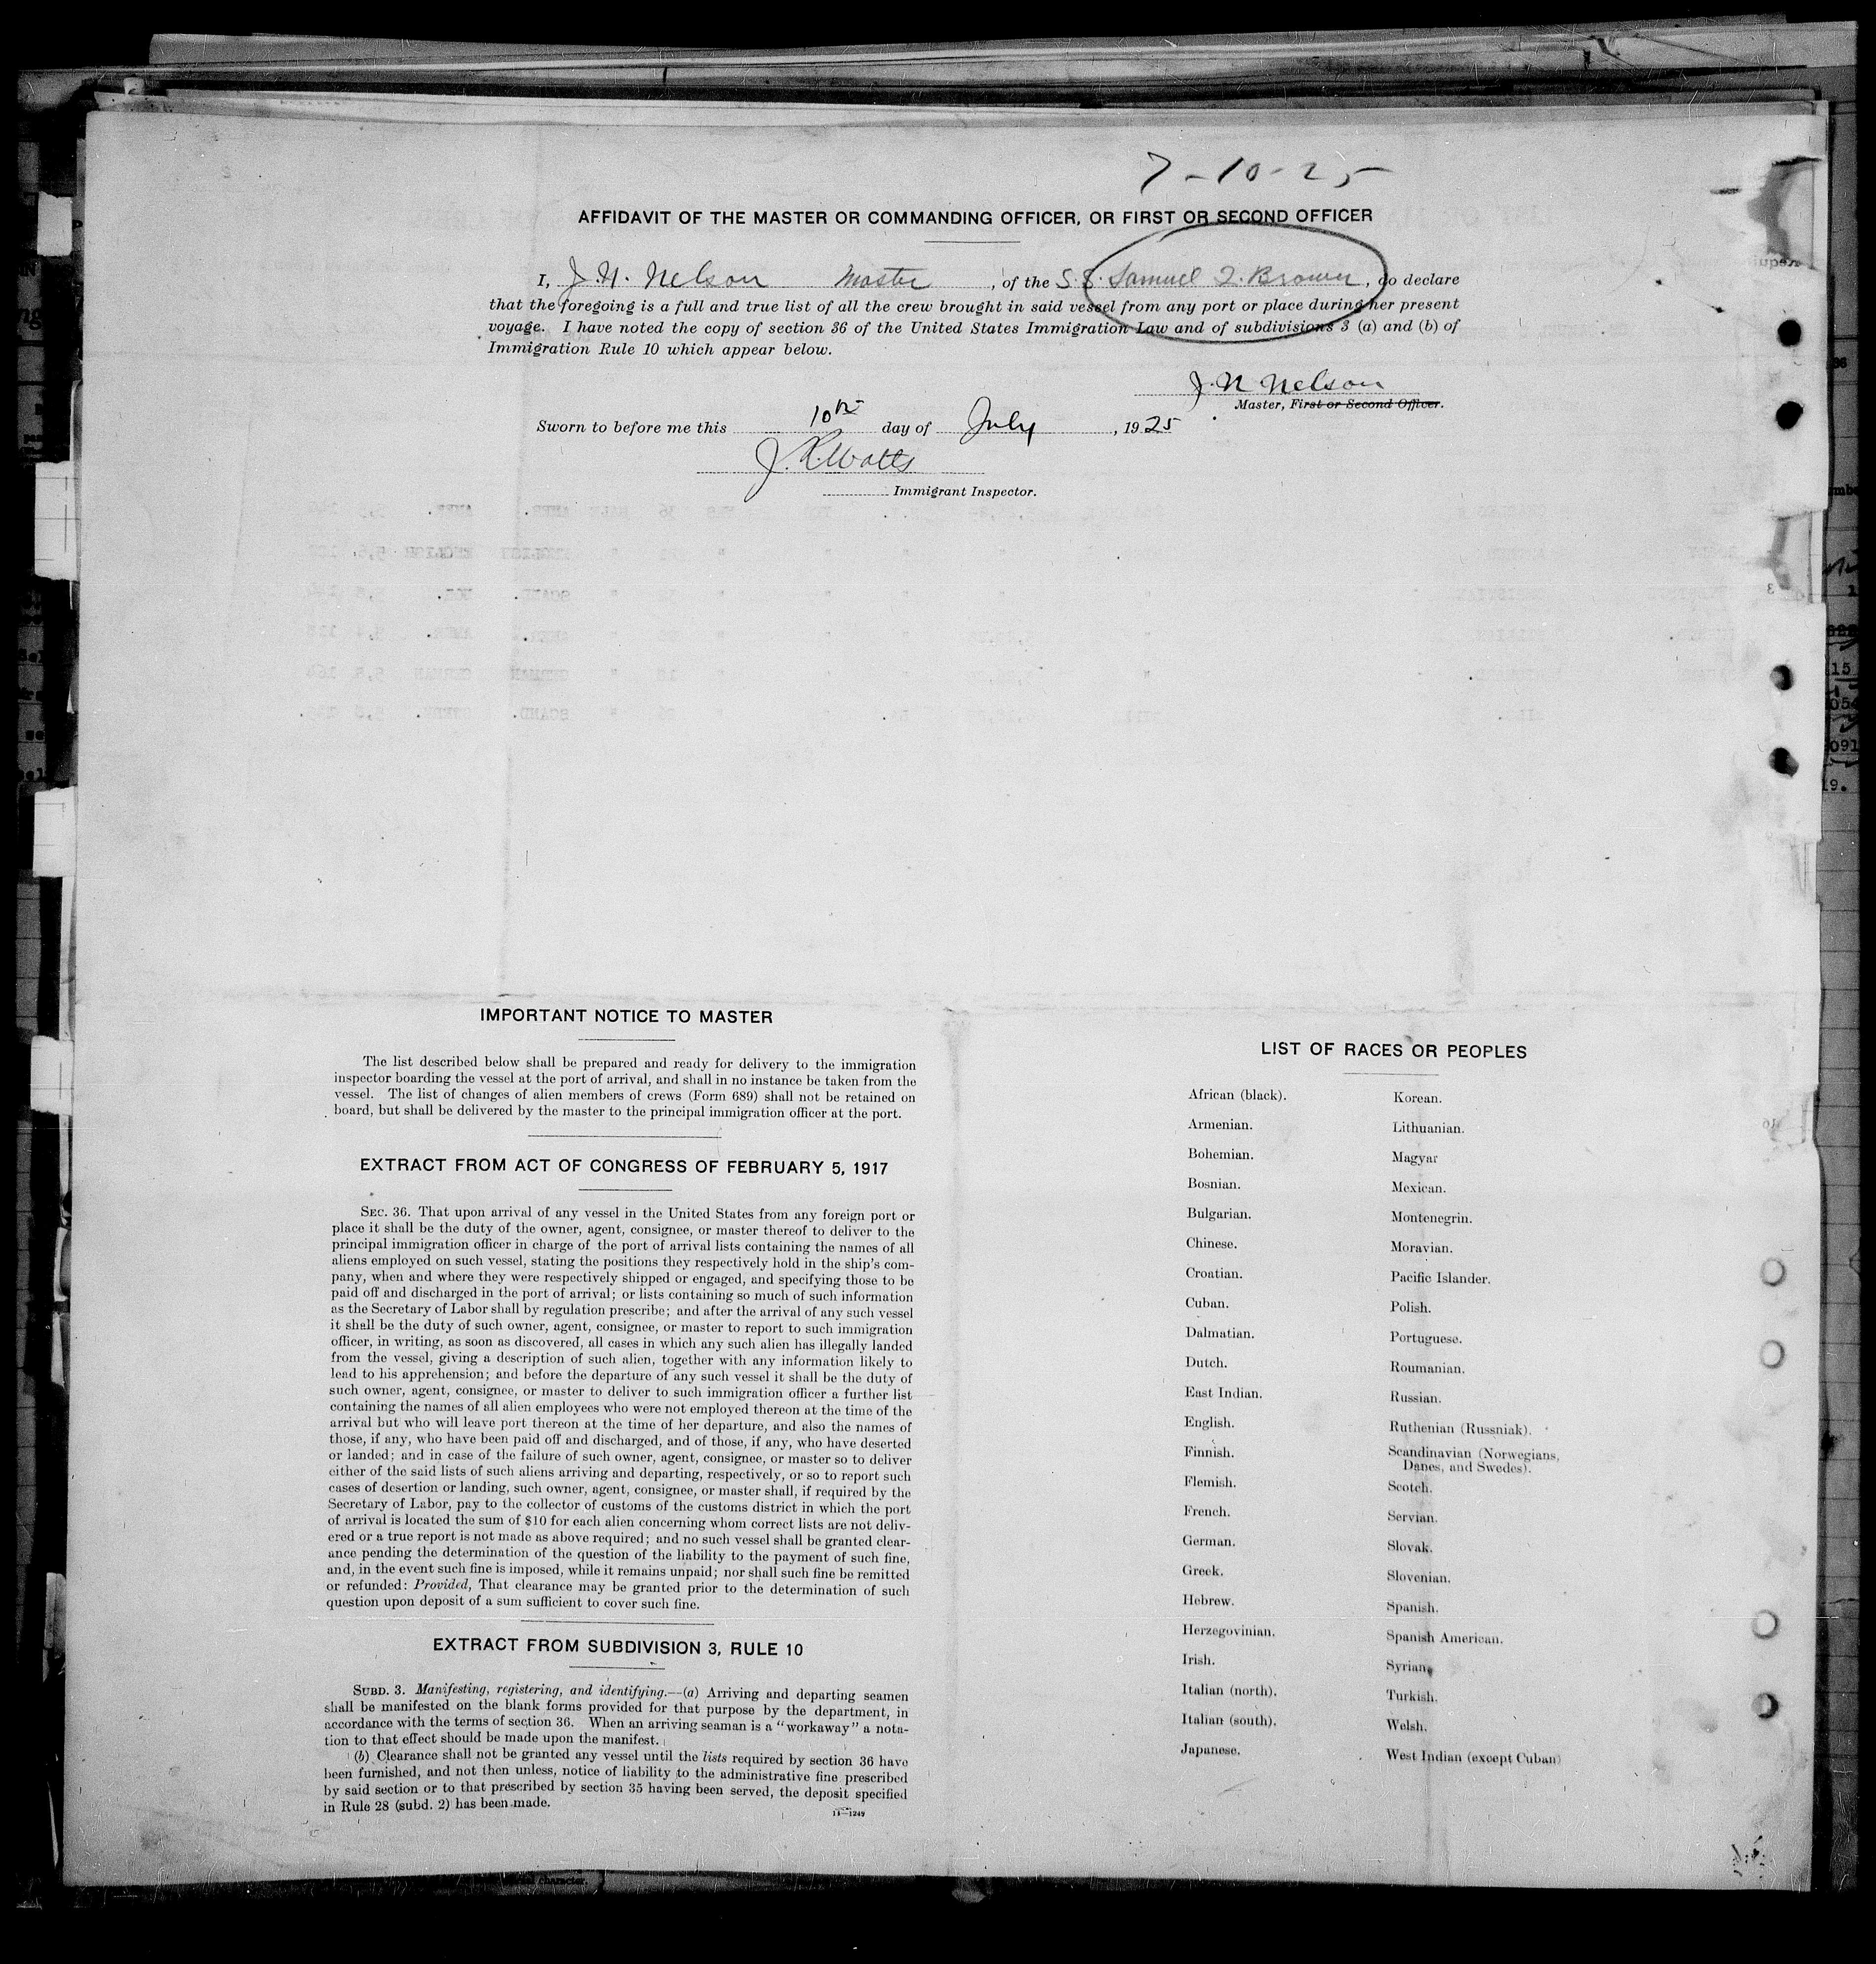 7-10-25
AFFIDAVIT OF THE MASTER OR COMMANDING OFFICER, OR FIRST OR SECOND OFFICER
I, J. N. Nelson Master, of the S.S. Samuel Q. Brown, do declare
that the foregoing is a full and true list of all the crew brought in said vessel from any port or place during her present
voyage. I have noted the copy of section 36 of the United States Immigration Law and of subdivisions 3 (a) and (b) of
Immigration Rule 10 which appear below.
J. N. Nelson
Master, First or Second Officer.
Sworn to before me this 10th day of July, 1925
J. R. Watts
Immigrant Inspector.
IMPORTANT NOTICE TO MASTER
The list described below shall be prepared and ready for delivery to the immigration
inspector boarding the vessel at the port of arrival, and shall in no instance be taken from the
vessel. The list of changes of alien members of crews (Form 689) shall not be retained on
board, but shall be delivered by the master to the principal immigration officer at the port.
EXTRACT FROM ACT OF CONGRESS OF FEBRUARY 5, 1917
SEC. 36. That upon arrival of any vessel in the United States from any foreign port or
place it shall be the duty of the owner, agent, consignee, or master thereof to deliver to the
principal immigration officer in charge of the port of arrival lists containing the names of all
aliens employed on such vessel, stating the positions they respectively hold in the ship's com-
pany, when and where they were respectively shipped or engaged, and specifying those to be
paid off and discharged in the port of arrival; or lists containing so much of such information
as the Secretary of Labor shall by regulation prescribe; and after the arrival of any such vessel
it shall be the duty of such owner, agent, consignee, or master to report to such immigration
officer, in writing, as soon as discovered, all cases in which any such alien has illegally landed
from the vessel, giving a description of such alien, together with any information likely to
lead to his apprehension; and before the departure of any such vessel it shall be the duty of
such owner, agent, consignee, or master to deliver to such immigration officer a further list
containing the names of all alien employees who were not employed thereon at the time of the
arrival but who will leave port thereon at the time of her departure, and also the names of
those, if any, who have been paid off and discharged, and of those, if any, who have deserted
or landed; and in case of the failure of such owner, agent, consignee, or master so to deliver
either of the said lists of such aliens arriving and departing, respectively, or so to report such
cases of desertion or landing, such owner, agent, consignee, or master shall, if required by the
Secretary of Labor, pay to the collector of customs of the customs district in which the port
of arrival is located the sum of $10 for each alien concerning whom correct lists are not deliv-
ered or a true report is not made as above required; and no such vessel shall be granted clear-
ance pending the determination of the question of the liability to the payment of such fine,
and, in the event such fine is imposed, while it remains unpaid; nor shall such fine be remitted
or refunded: Provided, That clearance may be granted prior to the determination of such
question upon deposit of a sum sufficient to cover such fine.
EXTRACT FROM SUBDIVISION 3, RULE 10
SUBD. 3. Manifesting, registering, and identifying.—(a) Arriving and departing seamen
shall be manifested on the blank forms provided for that purpose by the department, in
accordance with the terms of section 36. When an arriving seaman is a "workaway" a nota-
tion to that effect should be made upon the manifest.
(b) Clearance shall not be granted any vessel until the lists required by section 36 have
been furnished, and not then unless, notice of liability to the administrative fine prescribed
by said section or to that prescribed by section 35 having been served, the deposit specified
in Rule 28 (subd. 2) has been made.
11—1249
LIST OF RACES OR PEOPLES
African (black).
Armenian.
Bohemian.
Bosnian.
Bulgarian.
Chinese.
Croatian.
Cuban.
Dalmatian.
Dutch.
East Indian.
English.
Finnish.
Flemish.
French.
German.
Greek.
Hebrew.
Herzegovinian.
Irish.
Italian (north).
Italian (south).
Japanese.
Korean.
Lithuanian.
Magyar
Mexican.
Montenegrin.
Moravian.
Pacific Islander.
Polish.
Portuguese.
Roumanian.
Russian.
Ruthenian (Russniak).
Scandinavian (Norwegians,
Danes, and Swedes).
Scotch.
Servian.
Slovak.
Slovenian.
Spanish.
Spanish American.
Syrian.
Turkish.
Welsh.
West Indian (except Cuban)